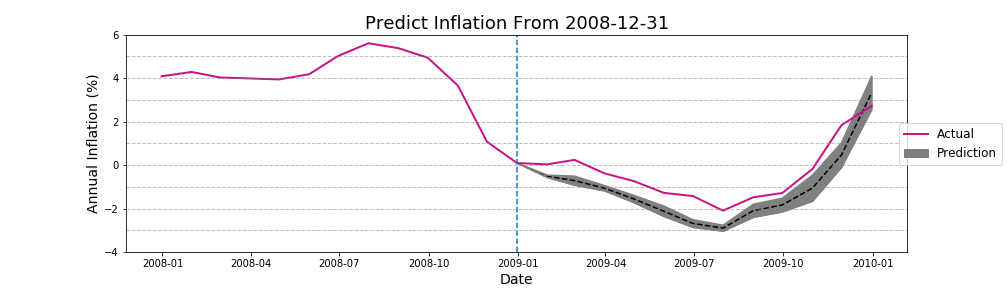 Predict Inflation From 2008-12-31
Annual Inflation (%)
6
4
2
0
−2
−4
2008-01 2008-04 2008-07 2008-10 2009-01 2009-04 2009-07 2009-10 2010-01
Date
Actual
Prediction